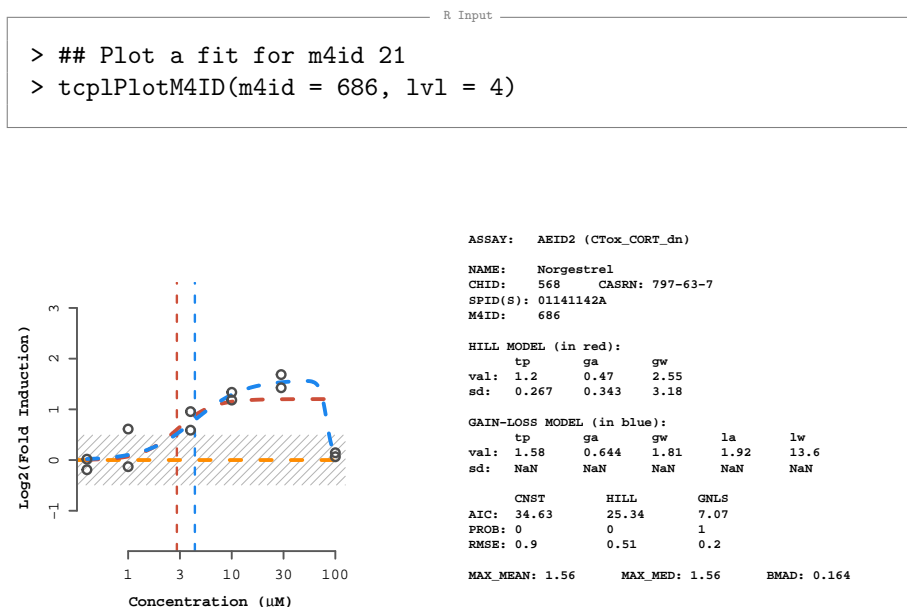 R Input
> ## Plot a fit for m4id 21
> tcplPlotM4ID(m4id = 686, lvl = 4)
ASSAY: AEID2 (CTox_CORT_dn)
NAME: Norgestrel
CHID: 568 CASRN: 797-63-7
SPID(S): 01141142A
M4ID: 686
HILL MODEL (in red):
tp ga gw
val: 1.2 0.47 2.55
sd: 0.267 0.343 3.18
GAIN-LOSS MODEL (in blue):
tp ga gw la lw
val: 1.58 0.644 1.81 1.92 13.6
sd: NaN NaN NaN NaN NaN
CNST HILL GNLS
AIC: 34.63 25.34 7.07
PROB: 0 0 1
RMSE: 0.9 0.51 0.2
MAX_MEAN: 1.56 MAX_MED: 1.56 BMAD: 0.164
Log2(Fold Induction)
3
2
1
0
-1
1 3 10 30 100
Concentration (µM)